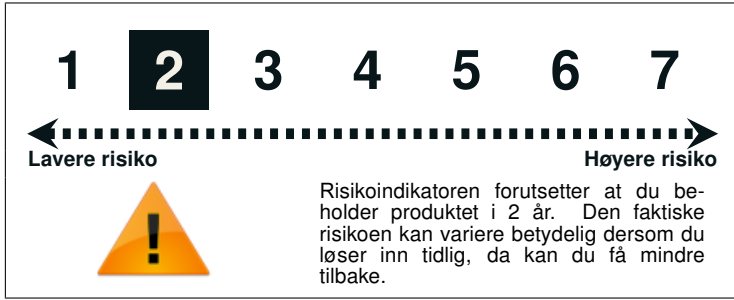 1 2 3 4 5 6 7
Lavere risiko Høyere risiko
!
Risikoindikatoren forutsetter at du be-
holder produktet i 2 år. Den faktiske
risikoen kan variere betydelig dersom du
løser inn tidlig, da kan du få mindre
tilbake.